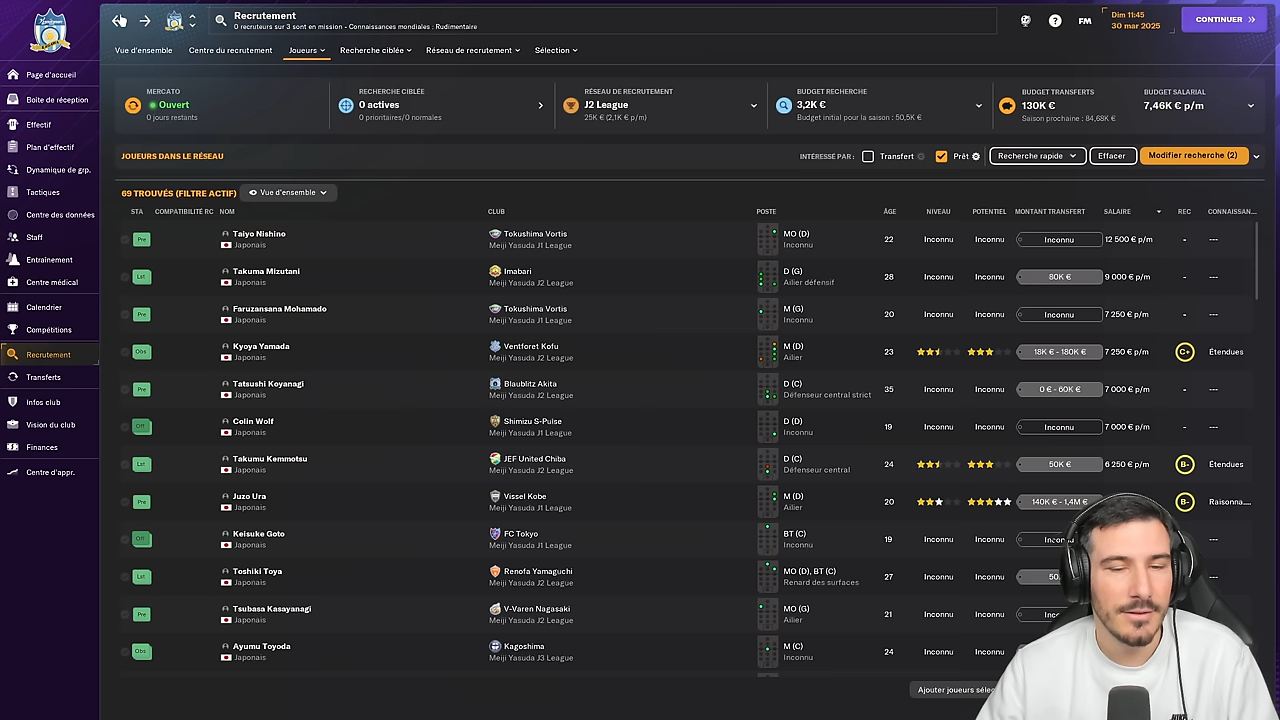 Recrutement
0 recruteurs sur 3 sont en mission - Connaissances mondiales : Rudimentaire
FM
Dim 11:45
30 mar 2025
CONTINUER
Vue d'ensemble
Centre du recrutement
Joueurs
Recherche ciblée
Réseau de recrutement
Sélection
Page d'accueil
Boite de réception
Effectif
Plan d'effectif
Dynamique de grp.
Tactiques
Centre des données
Staff
Entraînement
Centre médical
Calendrier
Compétitions
Recrutement
Transferts
Infos club
Vision du club
Finances
Centre d'appr.
MERCATO
Ouvert
0 jours restants
RECHERCHE CIBLÉE
0 actives
0 prioritaires/0 normales
RÉSEAU DE RECRUTEMENT
J2 League
25K € (2,1K € p/m)
BUDGET RECHERCHE
3,2K €
Budget initial pour la saison : 50,5K €
BUDGET TRANSFERTS
130K €
Saison prochaine : 84,68K €
BUDGET SALARIAL
7,46K € p/m
JOUEURS DANS LE RÉSEAU
INTÉRESSÉ PAR :
Transfert
Prêt
Recherche rapide
Effacer
Modifier recherche (2)
69 TROUVÉS (FILTRE ACTIF)
Vue d'ensemble
STA COMPATIBILITÉ RC NOM CLUB POSTE ÂGE NIVEAU POTENTIEL MONTANT TRANSFERT SALAIRE REC CONNAISSAN...
Pre Taiyo Nishino Tokushima Vortis MO (D) 22 Inconnu Inconnu Inconnu 12 500 € p/m - ---
Japonais Meiji Yasuda J1 League Inconnu
Lst Takuma Mizutani Imabari D (G) 28 Inconnu Inconnu 80K € 9 000 € p/m - ---
Japonais Meiji Yasuda J2 League Ailier défensif
Pre Faruzansana Mohamado Tokushima Vortis M (G) 20 Inconnu Inconnu Inconnu 7 250 € p/m - ---
Japonais Meiji Yasuda J1 League Inconnu
Obs Kyoya Yamada Ventforet Kofu M (D) 23 18K € - 180K € 7 250 € p/m C+ Étendues
Japonais Meiji Yasuda J2 League Ailier
Pre Tatsushi Koyanagi Blaublitz Akita D (C) 35 Inconnu Inconnu 0 € - 60K € 7 000 € p/m - ---
Japonais Meiji Yasuda J2 League Défenseur central strict
Off Colin Wolf Shimizu S-Pulse D (D) 19 Inconnu Inconnu Inconnu 7 000 € p/m - ---
Japonais Meiji Yasuda J1 League Inconnu
Lst Takumu Kemmotsu JEF United Chiba D (C) 24 50K € 6 250 € p/m B- Étendues
Japonais Meiji Yasuda J2 League Défenseur central
Pre Juzo Ura Vissel Kobe M (D) 20 140K € - 1,4M € B- Raisonna....
Japonais Meiji Yasuda J1 League Ailier
Off Keisuke Goto FC Tokyo BT (C) 19 Inconnu Inconnu ---
Japonais Meiji Yasuda J1 League Inconnu
Lst Toshiki Toya Renofa Yamaguchi MO (D), BT (C) 27 Inconnu Inconnu 50 ---
Japonais Meiji Yasuda J2 League Renard des surfaces
Pre Tsubasa Kasayanagi V-Varen Nagasaki MO (G) 21 Inconnu Inconnu ---
Japonais Meiji Yasuda J2 League Ailier
Obs Ayumu Toyoda Kagoshima M (C) 24 Inconnu Inconnu ---
Japonais Meiji Yasuda J3 League Inconnu
Ajouter joueurs sélec